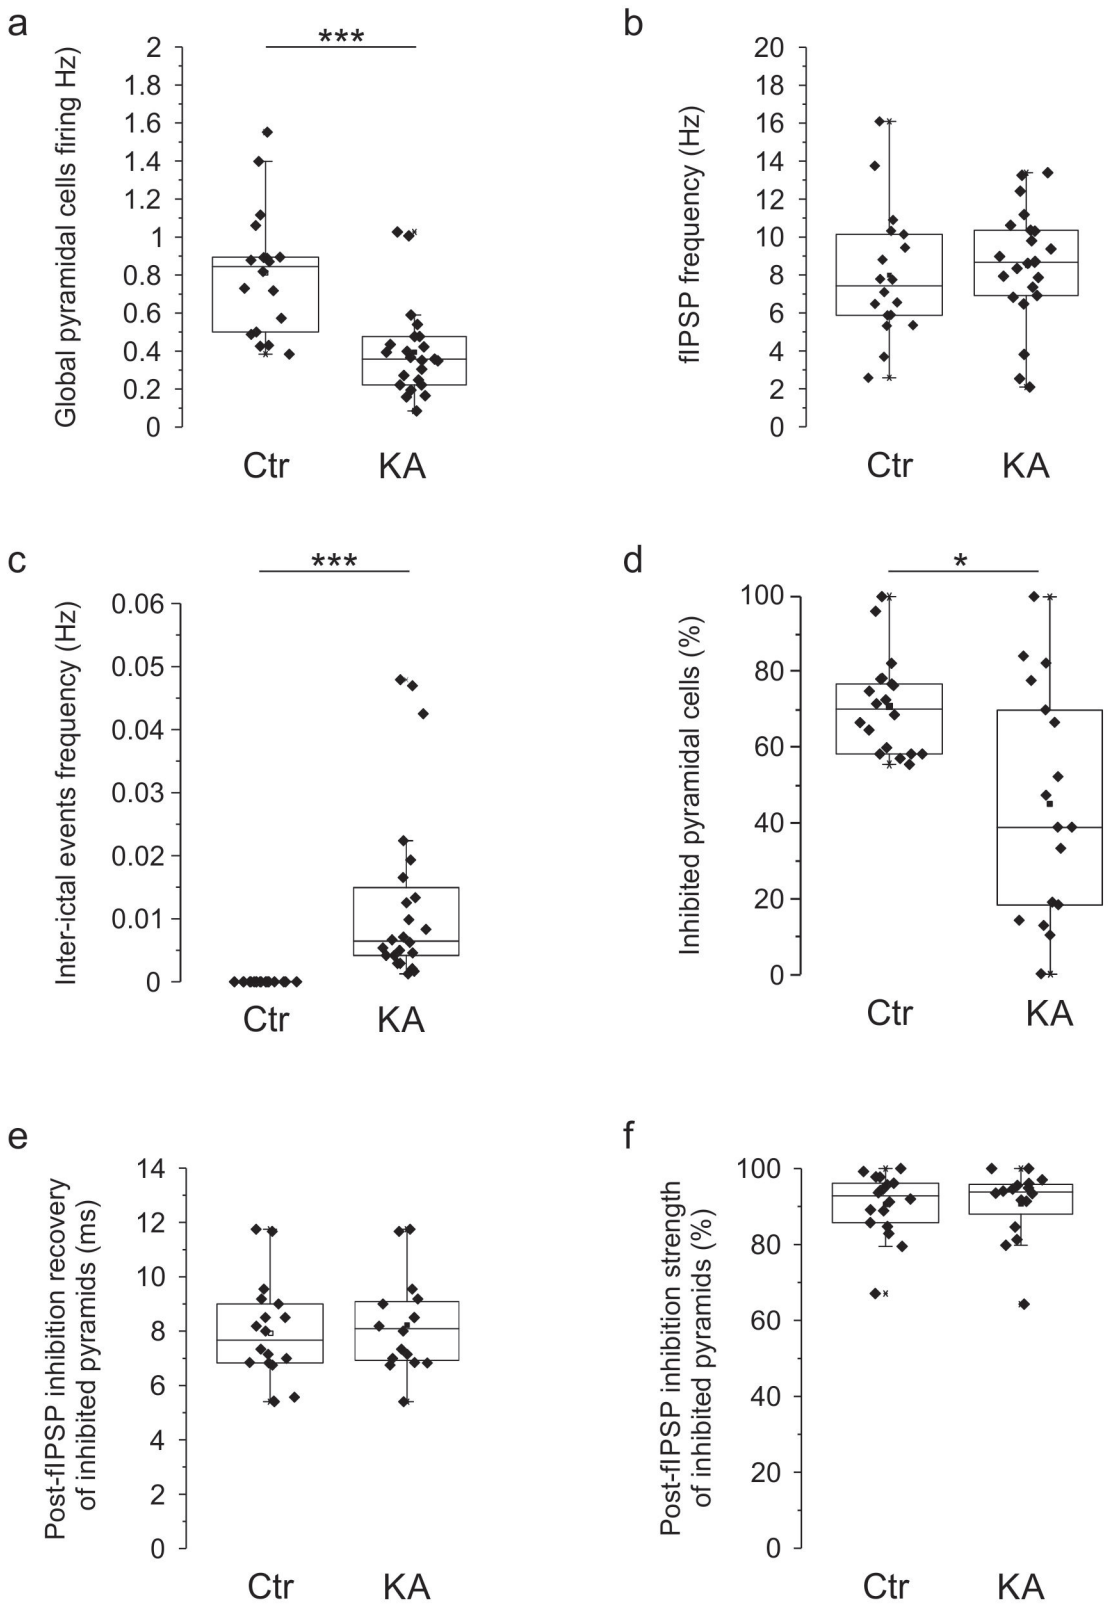 a
***
Global pyramidal cells firing Hz)
2
1.8
1.6
1.4
1.2
1
0.8
0.6
0.4
0.2
0
Ctr
KA
b
fIPSP frequency (Hz)
20
18
16
14
12
10
8
6
4
2
0
Ctr
KA
c
***
Inter-ictal events frequency (Hz)
0.06
0.05
0.04
0.03
0.02
0.01
0
Ctr
KA
d
*
Inhibited pyramidal cells (%)
100
80
60
40
20
0
Ctr
KA
e
Post-fIPSP inhibition recovery
of inhibited pyramids (ms)
14
12
10
8
6
4
2
0
Ctr
KA
f
Post-fIPSP inhibition strength
of inhibited pyramids (%)
100
80
60
40
20
0
Ctr
KA